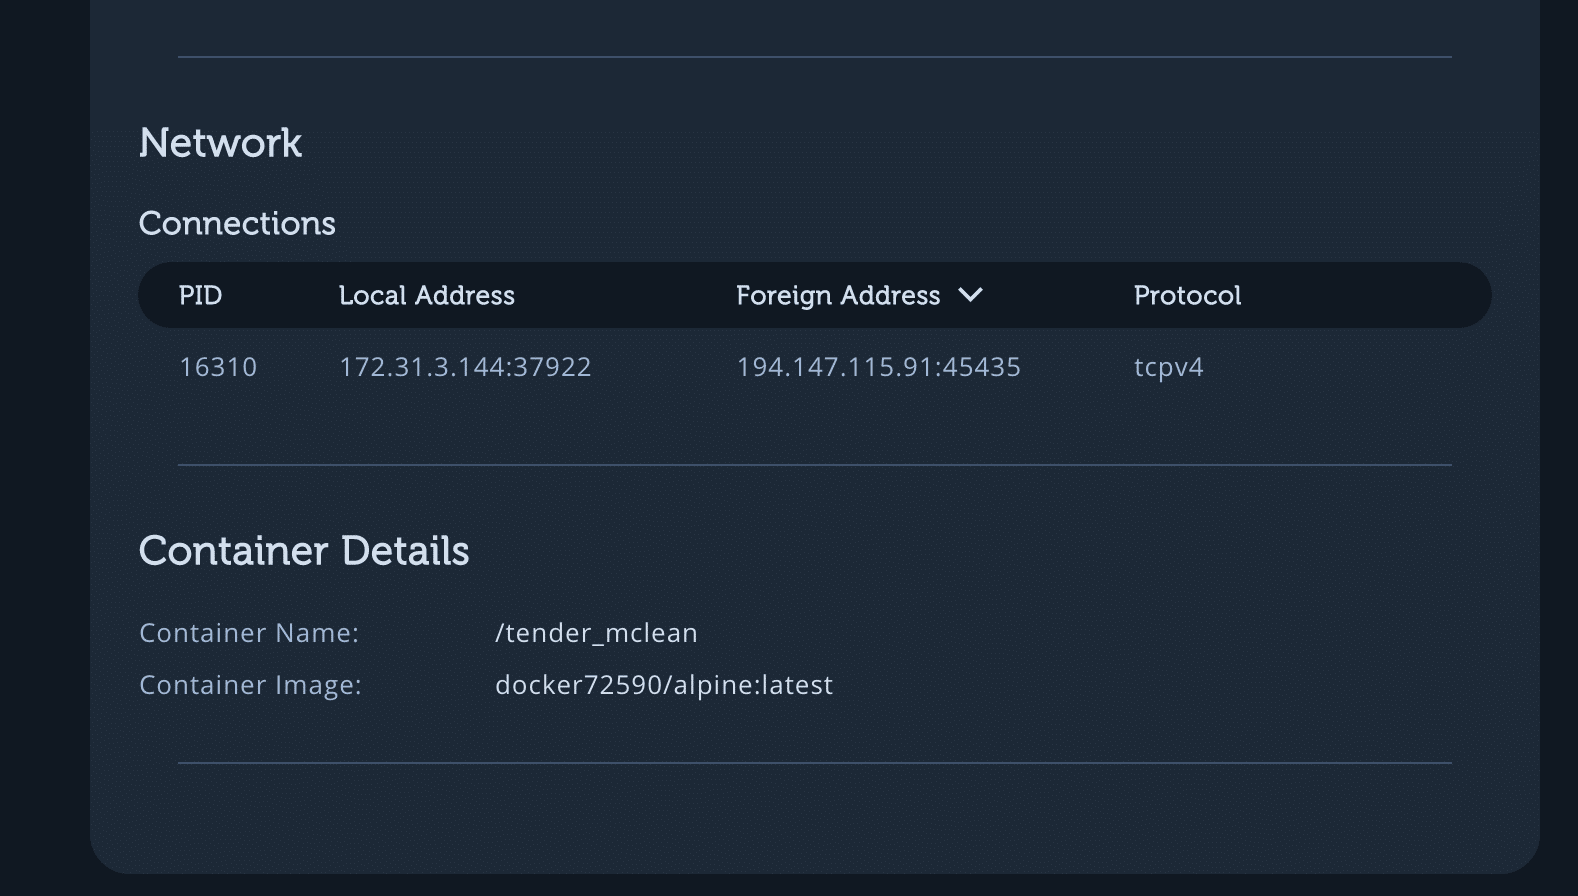 Network
Connections
PID Local Address Foreign Address Protocol
16310 172.31.3.144:37922 194.147.115.91:45435 tcpv4
Container Details
Container Name: /tender_mclean
Container Image: docker72590/alpine:latest